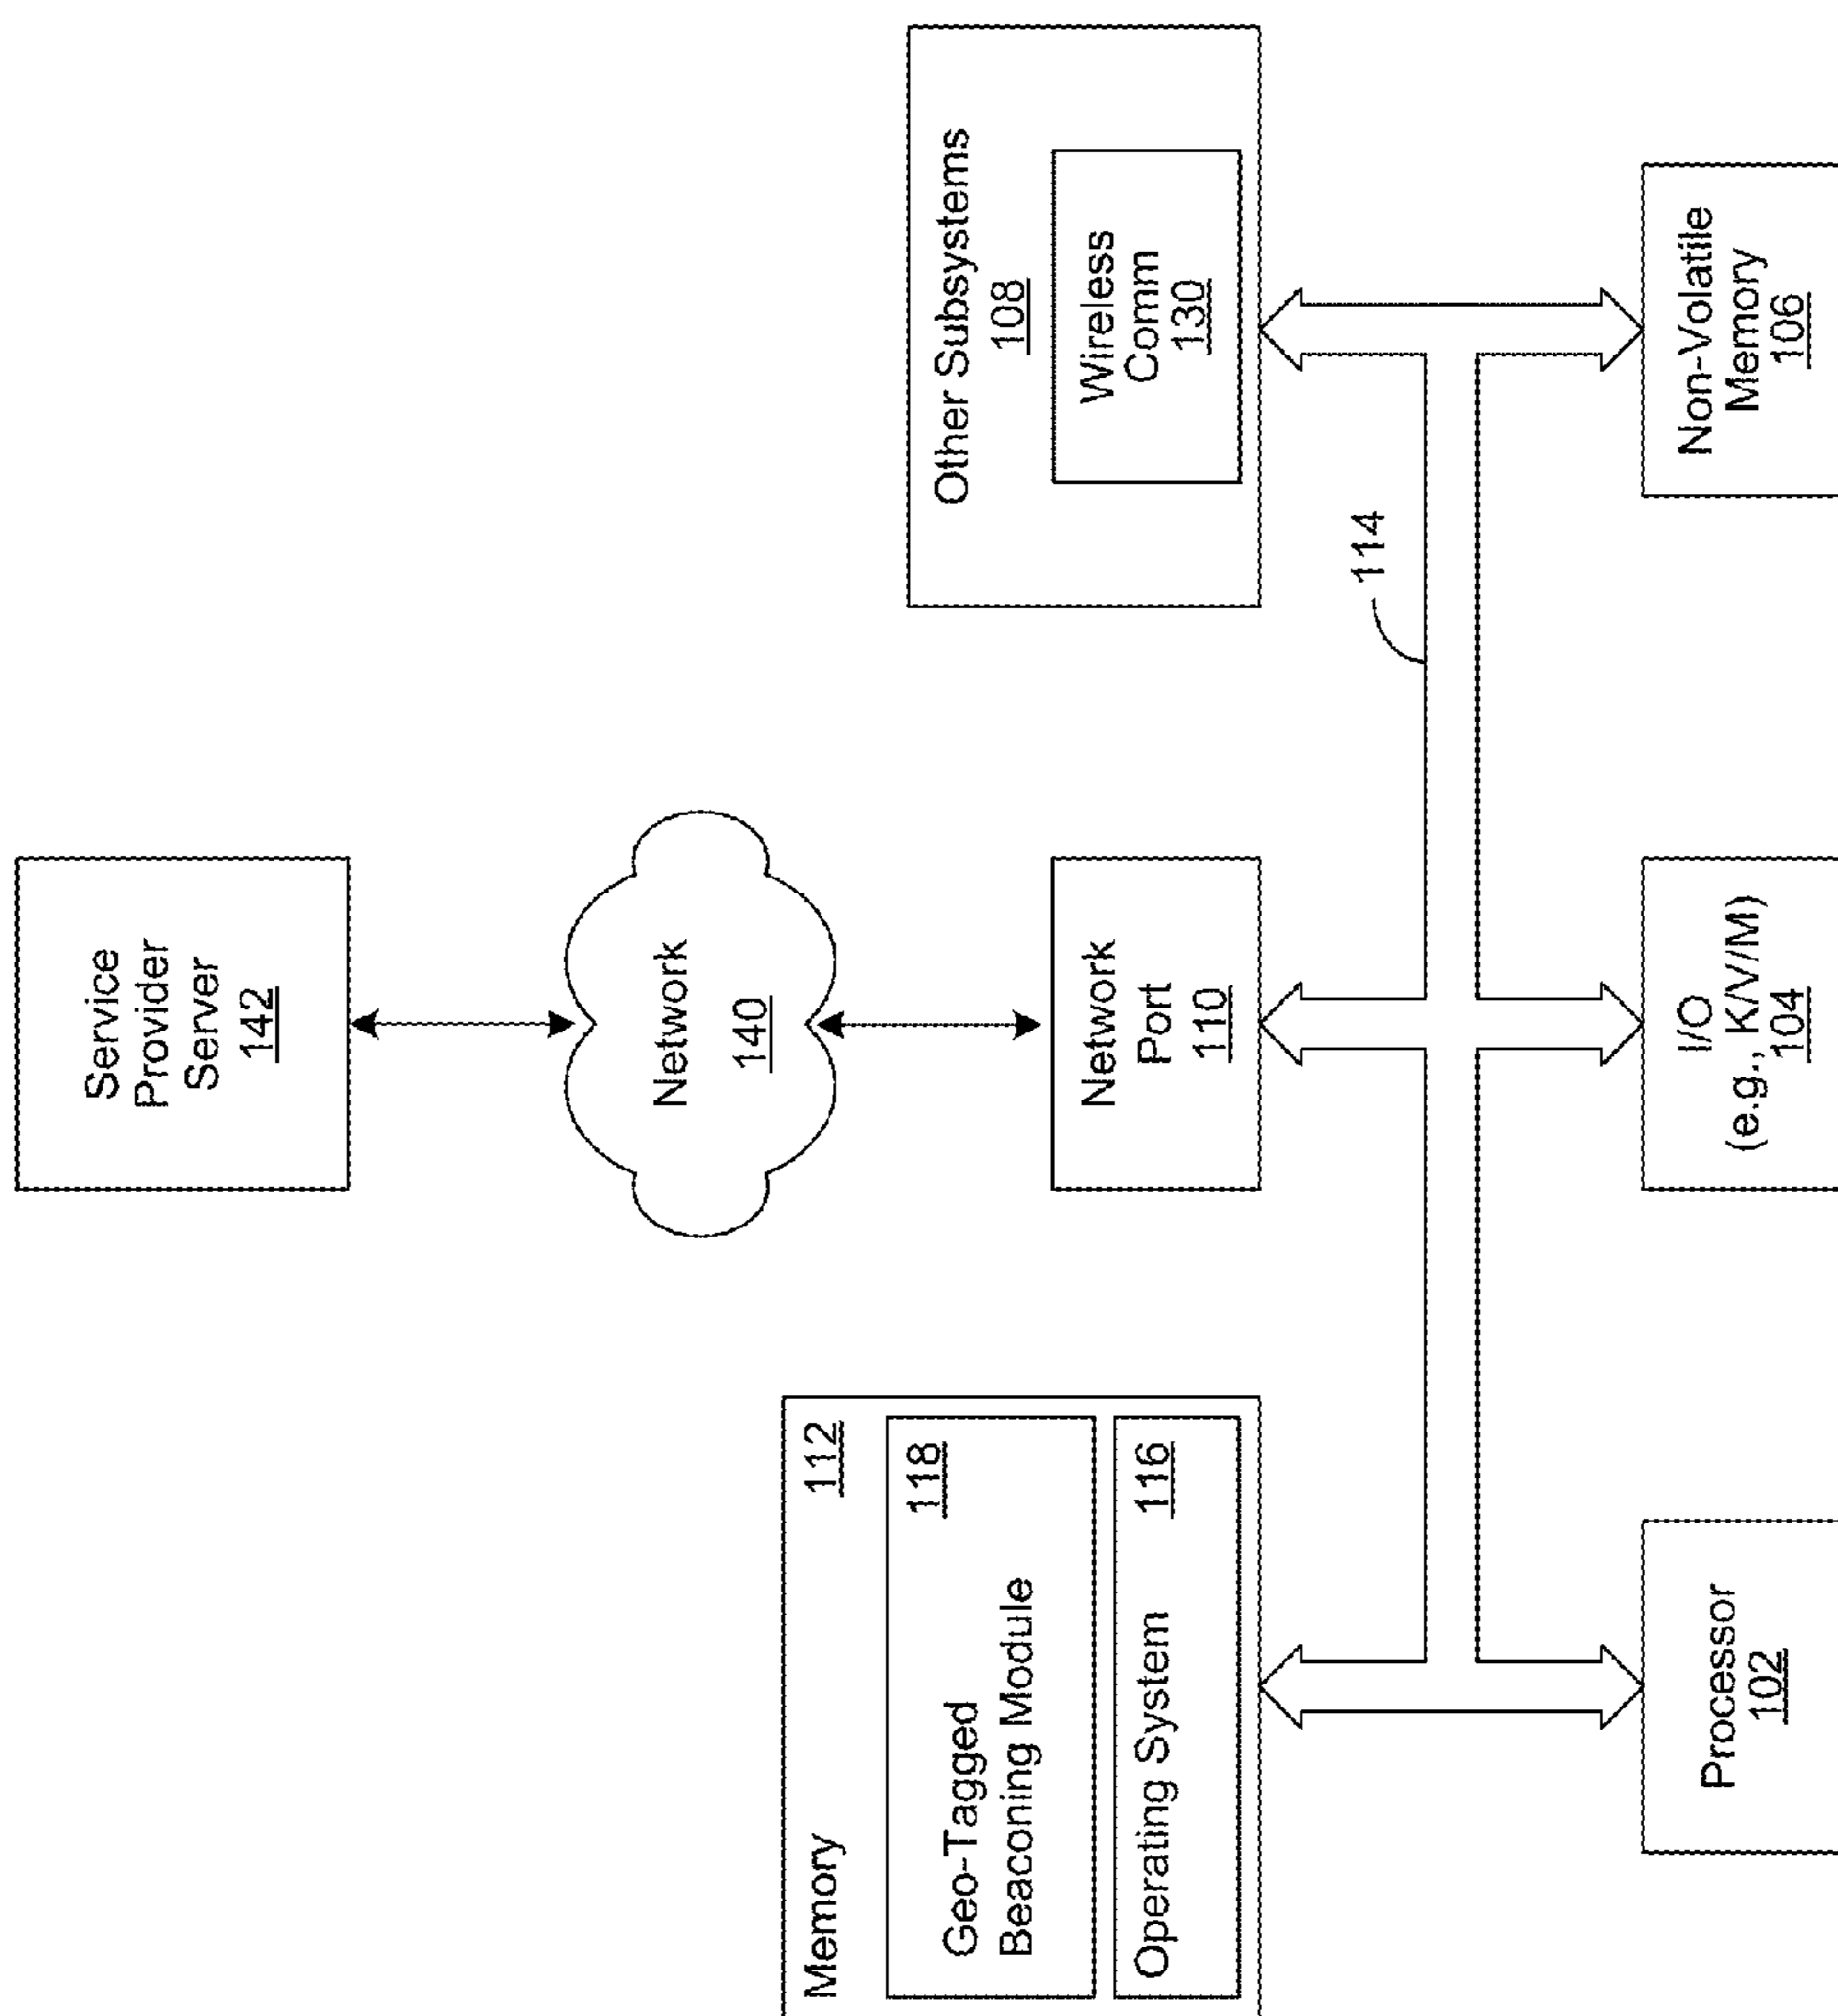 Service
Provider
Server
142
Network
140
Memory
112
Geo-Tagged
Beaconing Module
118
Operating System
116
Network
Port
110
Other Subsystems
108
Wireless
Comm
130
114
Processor
102
I/O
(e.g., K/V/M)
104
Non-Volatile
Memory
106